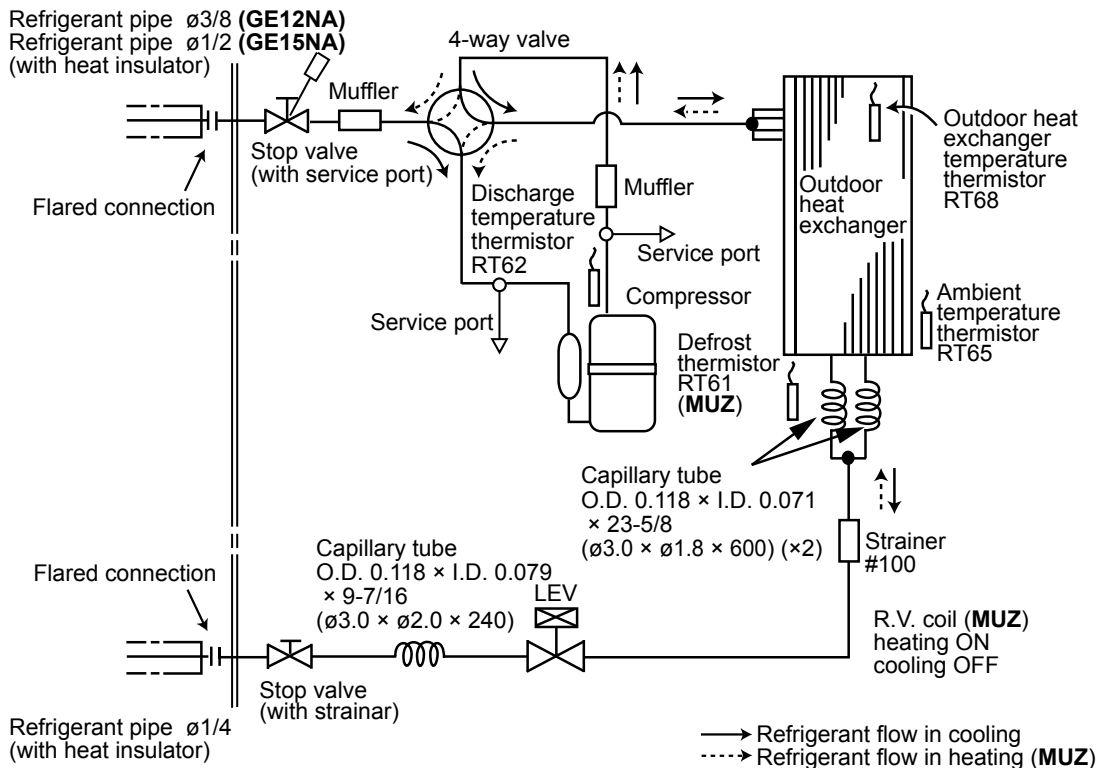 Refrigerant pipe ø3/8 (GE12NA)
Refrigerant pipe ø1/2 (GE15NA)
(with heat insulator)
4-way valve
Muffler
Stop valve
(with service port)
Flared connection
Discharge
temperature
thermistor
RT62
Muffler
Service port
Service port
Compressor
Outdoor
heat
exchanger
Outdoor heat
exchanger
temperature
thermistor
RT68
Ambient
temperature
thermistor
RT65
Defrost
thermistor
RT61
(MUZ)
Capillary tube
O.D. 0.118 × I.D. 0.071
× 23-5/8
(ø3.0 × ø1.8 × 600) (×2)
Strainer
#100
Flared connection
Capillary tube
O.D. 0.118 × I.D. 0.079
× 9-7/16
(ø3.0 × ø2.0 × 240)
LEV
R.V. coil (MUZ)
heating ON
cooling OFF
Stop valve
(with strainar)
Refrigerant pipe ø1/4
(with heat insulator)
Refrigerant flow in cooling
Refrigerant flow in heating (MUZ)